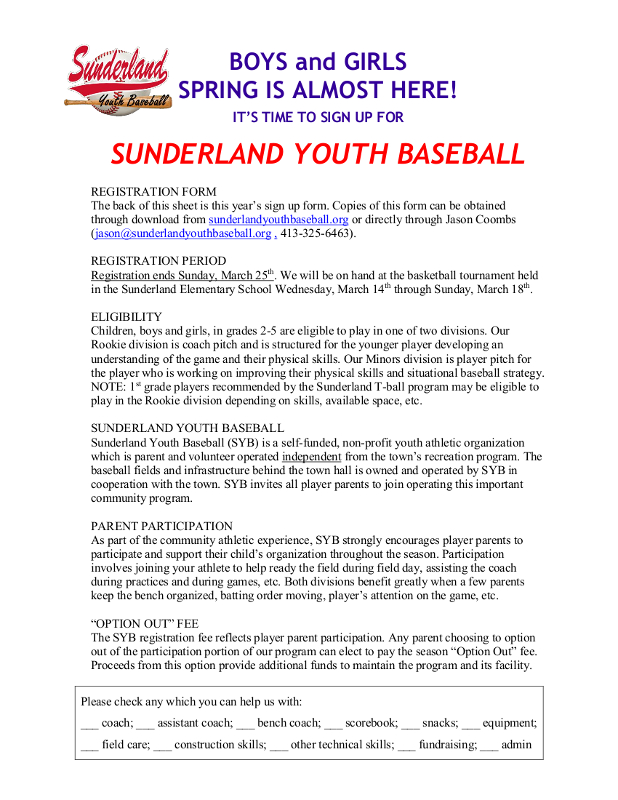 Sunderland
Youth Baseball
BOYS and GIRLS
SPRING IS ALMOST HERE!
IT'S TIME TO SIGN UP FOR
SUNDERLAND YOUTH BASEBALL
REGISTRATION FORM
The back of this sheet is this year's sign up form. Copies of this form can be obtained
through download from sunderlandyouthbaseball.org or directly through Jason Coombs
(jason@sunderlandyouthbaseball.org , 413-325-6463).
REGISTRATION PERIOD
Registration ends Sunday, March 25th. We will be on hand at the basketball tournament held
in the Sunderland Elementary School Wednesday, March 14th through Sunday, March 18th.
ELIGIBILITY
Children, boys and girls, in grades 2-5 are eligible to play in one of two divisions. Our
Rookie division is coach pitch and is structured for the younger player developing an
understanding of the game and their physical skills. Our Minors division is player pitch for
the player who is working on improving their physical skills and situational baseball strategy.
NOTE: 1st grade players recommended by the Sunderland T-ball program may be eligible to
play in the Rookie division depending on skills, available space, etc.
SUNDERLAND YOUTH BASEBALL
Sunderland Youth Baseball (SYB) is a self-funded, non-profit youth athletic organization
which is parent and volunteer operated independent from the town's recreation program. The
baseball fields and infrastructure behind the town hall is owned and operated by SYB in
cooperation with the town. SYB invites all player parents to join operating this important
community program.
PARENT PARTICIPATION
As part of the community athletic experience, SYB strongly encourages player parents to
participate and support their child's organization throughout the season. Participation
involves joining your athlete to help ready the field during field day, assisting the coach
during practices and during games, etc. Both divisions benefit greatly when a few parents
keep the bench organized, batting order moving, player's attention on the game, etc.
"OPTION OUT" FEE
The SYB registration fee reflects player parent participation. Any parent choosing to option
out of the participation portion of our program can elect to pay the season "Option Out" fee.
Proceeds from this option provide additional funds to maintain the program and its facility.
Please check any which you can help us with:
___ coach; ___ assistant coach; ___ bench coach; ___ scorebook; ___ snacks; ___ equipment;
___ field care; ___ construction skills; ___ other technical skills; ___ fundraising; ___ admin